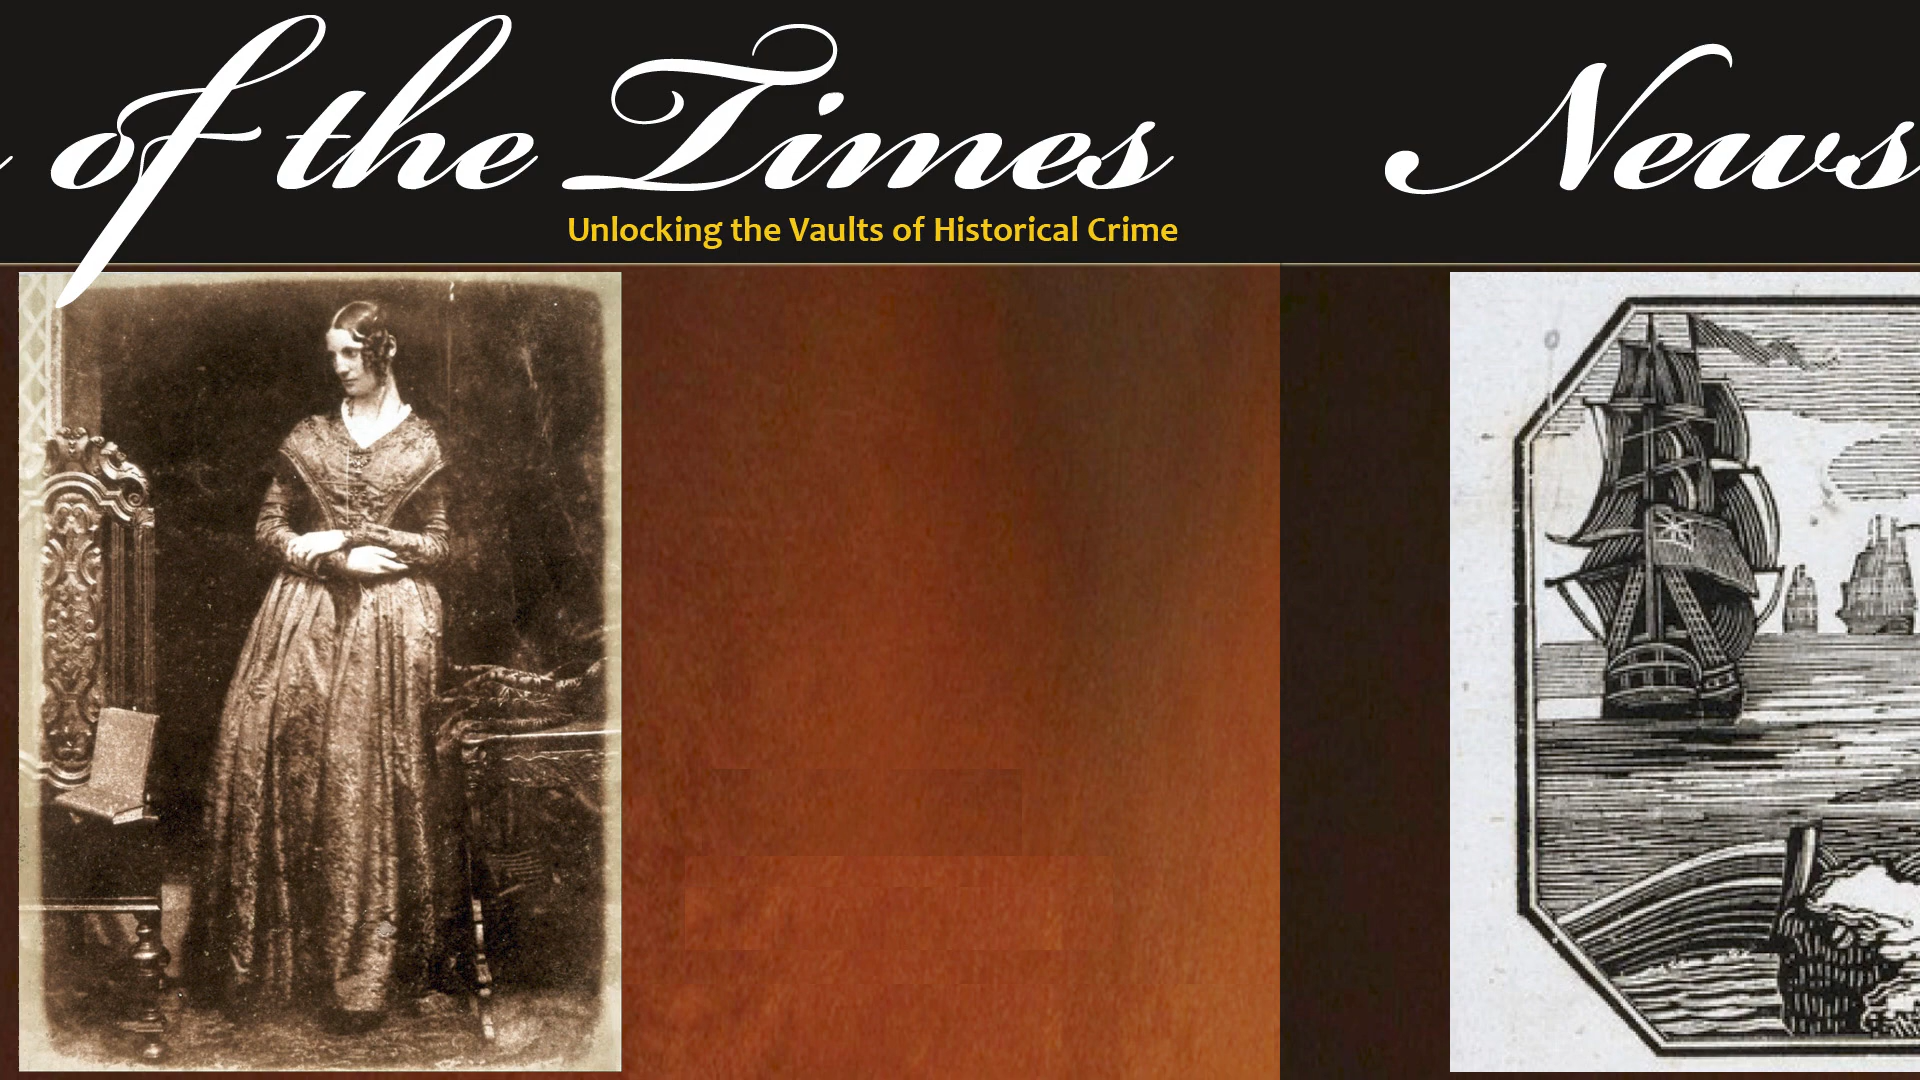 of the Times News
Unlocking the Vaults of Historical Crime